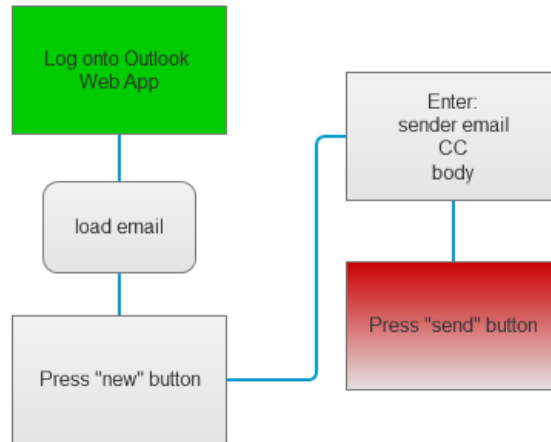 Log onto Outlook
Web App
load email
Press "new" button
Enter:
sender email
CC
body
Press "send" button